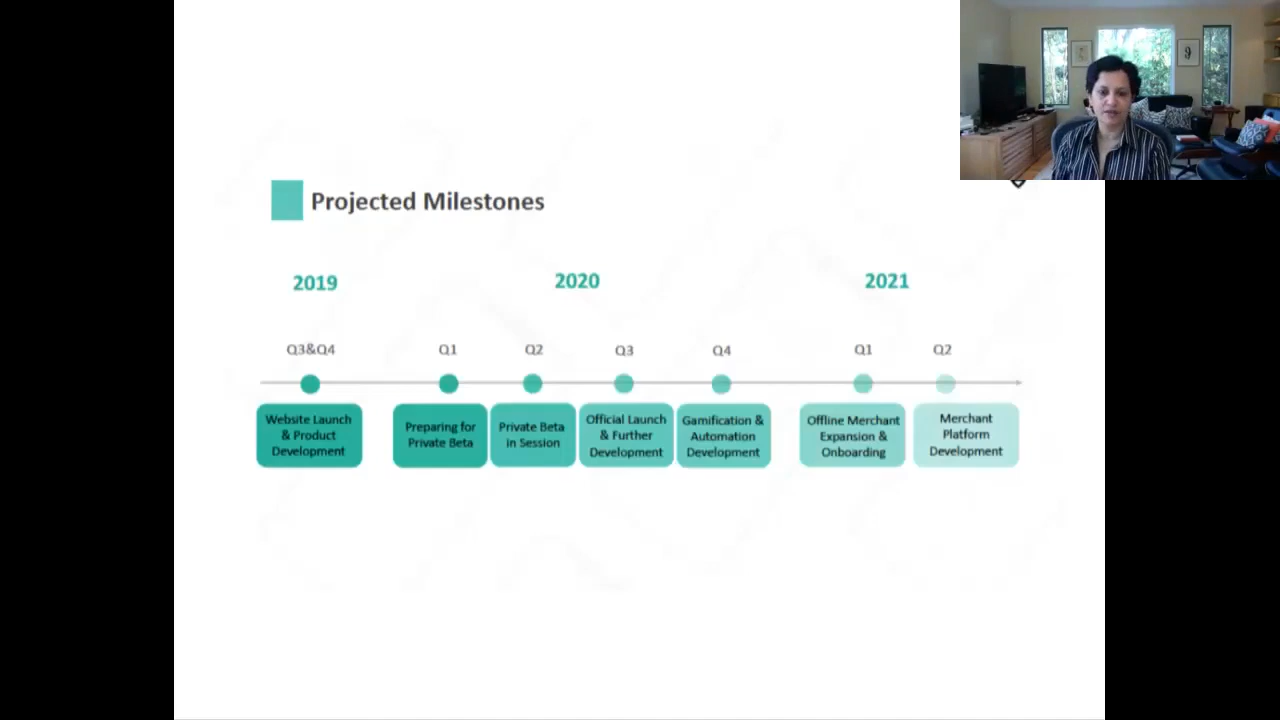 Projected Milestones
2019
2020
2021
Q3&Q4
Q1
Q2
Q3
Q4
Q1
Q2
Website Launch
& Product
Development
Preparing for
Private Beta
Private Beta
in Session
Official Launch
& Further
Development
Gamification &
Automation
Development
Offline Merchant
Expansion &
Onboarding
Merchant
Platform
Development